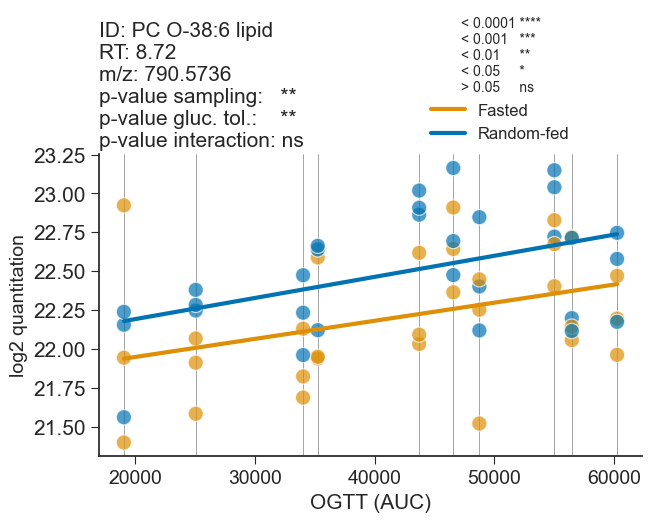 ID: PC O-38:6 lipid
RT: 8.72
m/z: 790.5736
p-value sampling: **
p-value gluc. tol.: **
p-value interaction: ns
< 0.0001 ****
< 0.001 ***
< 0.01 **
< 0.05 *
> 0.05 ns
Fasted
Random-fed
log2 quantitation
23.25
23.00
22.75
22.50
22.25
22.00
21.75
21.50
20000 30000 40000 50000 60000
OGTT (AUC)